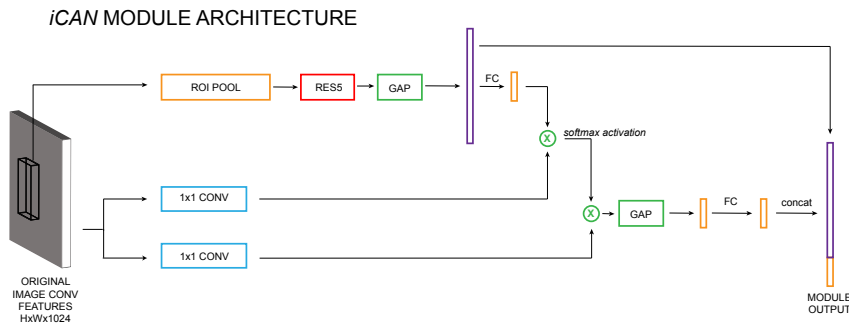 iCAN MODULE ARCHITECTURE
ROI POOL
RES5
GAP
FC
X
softmax activation
1x1 CONV
X
GAP
FC
concat
1x1 CONV
ORIGINAL
IMAGE CONV
FEATURES
HxWx1024
MODULE
OUTPUT